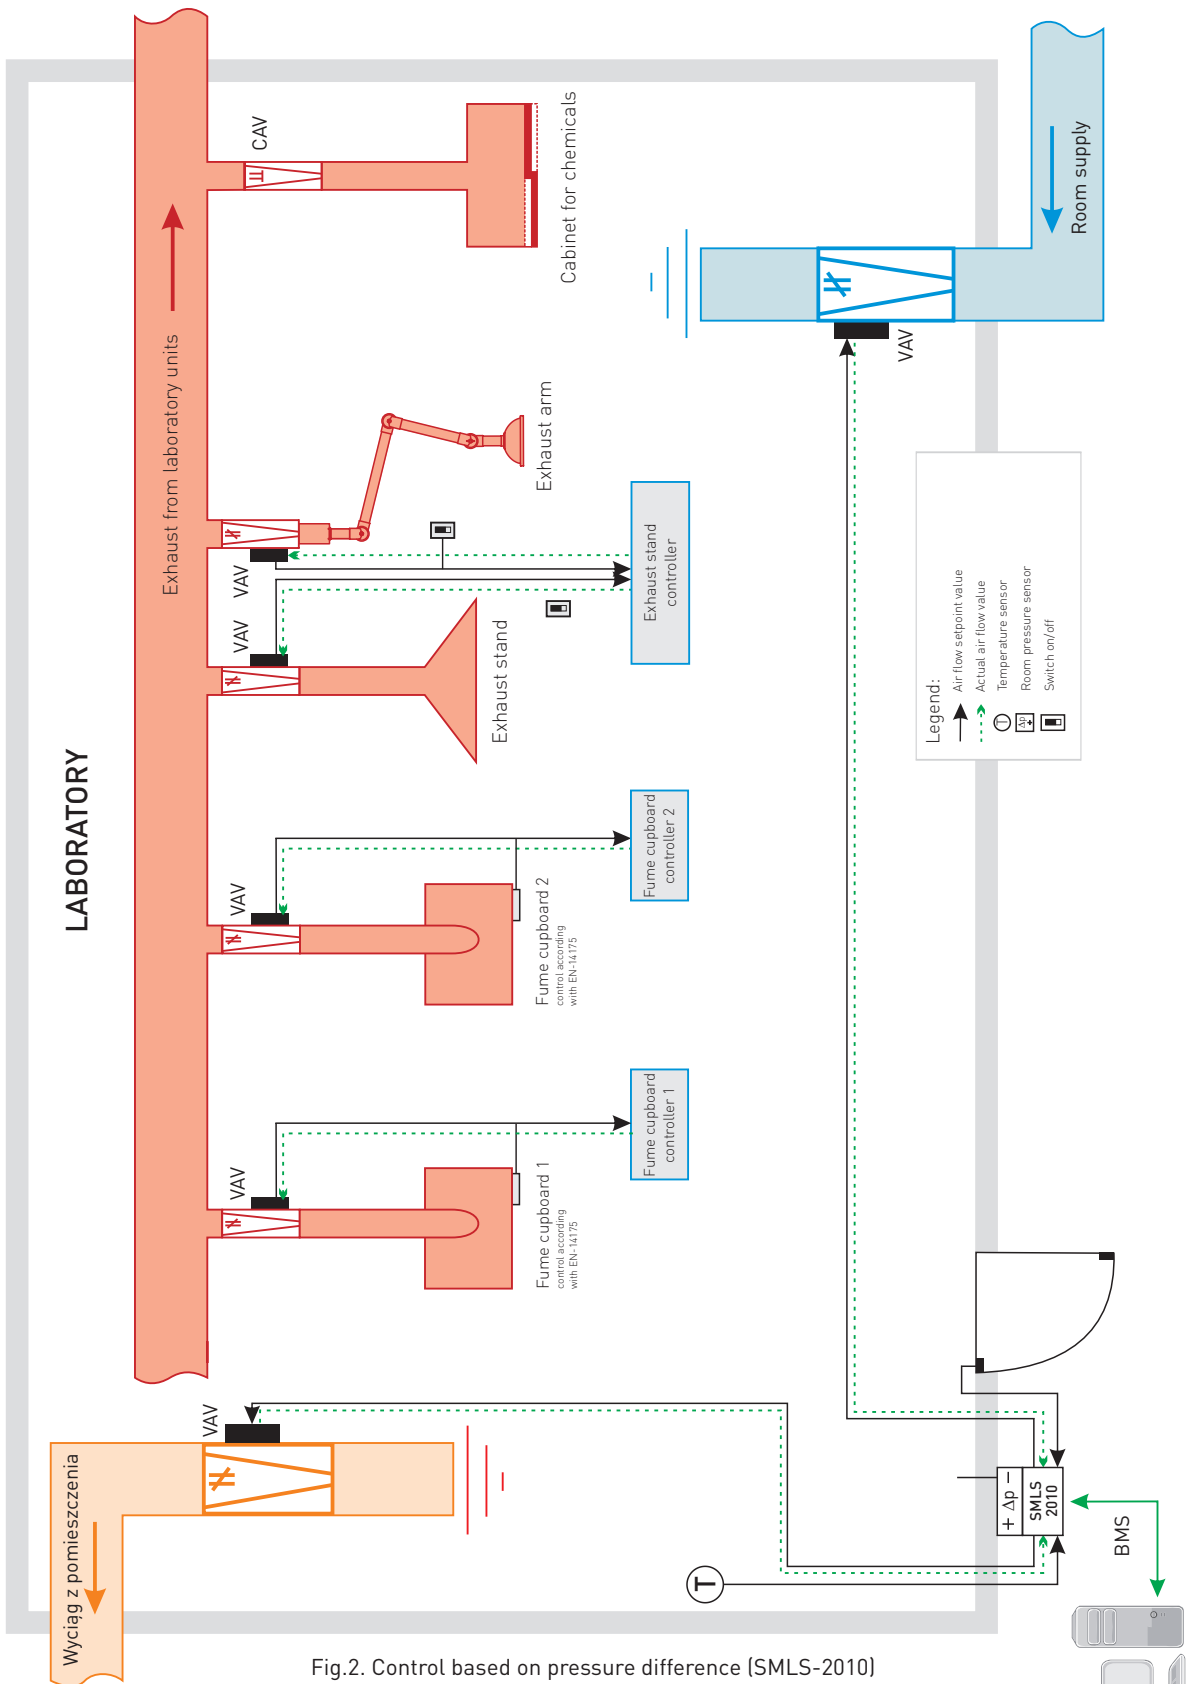 LABORATORY
Exhaust from laboratory units
CAV
Cabinet for chemicals
Exhaust arm
VAV
VAV
Exhaust stand
Exhaust stand
controller
VAV
Fume cupboard 2
control according
with EN-14175
Fume cupboard
controller 2
VAV
Fume cupboard 1
control according
with EN-14175
Fume cupboard
controller 1
VAV
Wyciąg z pomieszczenia
Room supply
VAV
Legend:
Air flow setpoint value
Actual air flow value
T
Temperature sensor
Δp
+
Room pressure sensor
Switch on/off
T
+ Δp −
SMLS
2010
BMS
Fig.2. Control based on pressure difference (SMLS-2010)